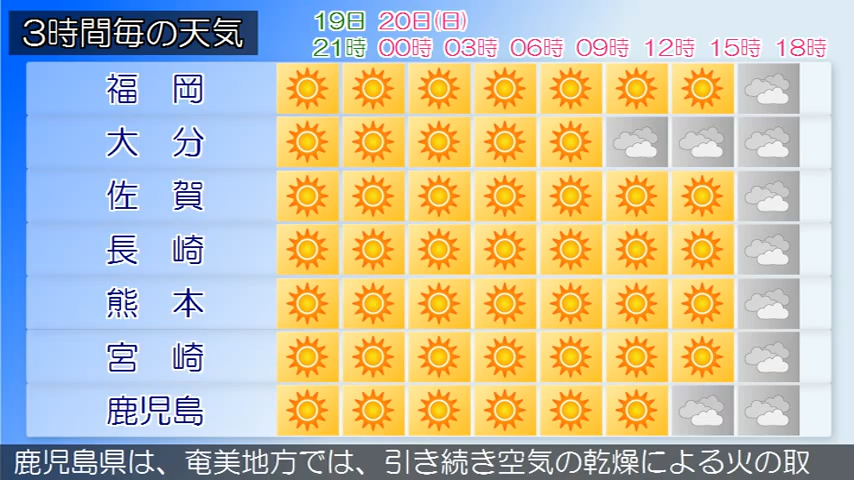 3時間毎の天気
19日 20日(日)
21時 00時 03時 06時 09時 12時 15時 18時
福岡
大分
佐賀
長崎
熊本
宮崎
鹿児島
鹿児島県は、奄美地方では、引き続き空気の乾燥による火の取